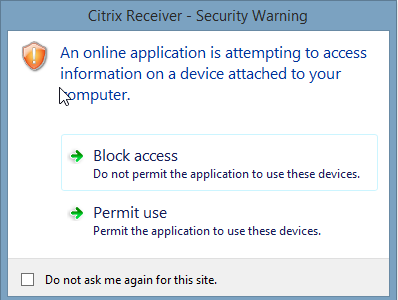 Citrix Receiver - Security Warning
An online application is attempting to access
information on a device attached to your
computer.
Block access
Do not permit the application to use these devices.
Permit use
Permit the application to use these devices.
Do not ask me again for this site.